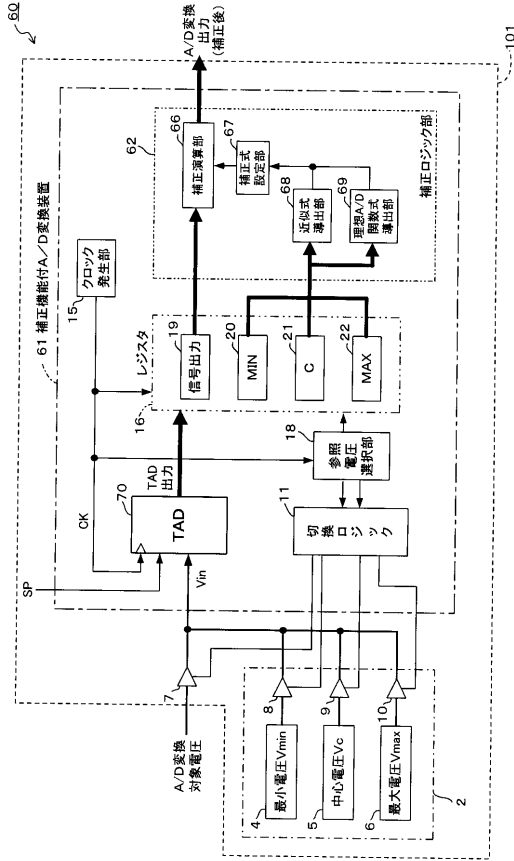 60
A/D変換
出力
(補正後)
101
61 補正機能付A/D変換装置
クロック
発生部
15
62
66
補正演算部
67
補正式
設定部
68
近似式
導出部
69
理想A/D
関数式
導出部
補正ロジック部
レジスタ
16
19
信号出力
20
MIN
21
C
22
MAX
CK
SP
70
TAD
TAD
出力
Vin
18
参照
電圧
選択部
11
切換ロジック
7
A/D変換
対象電圧
8
9
10
4
最小電圧Vmin
5
中心電圧Vc
6
最大電圧Vmax
2